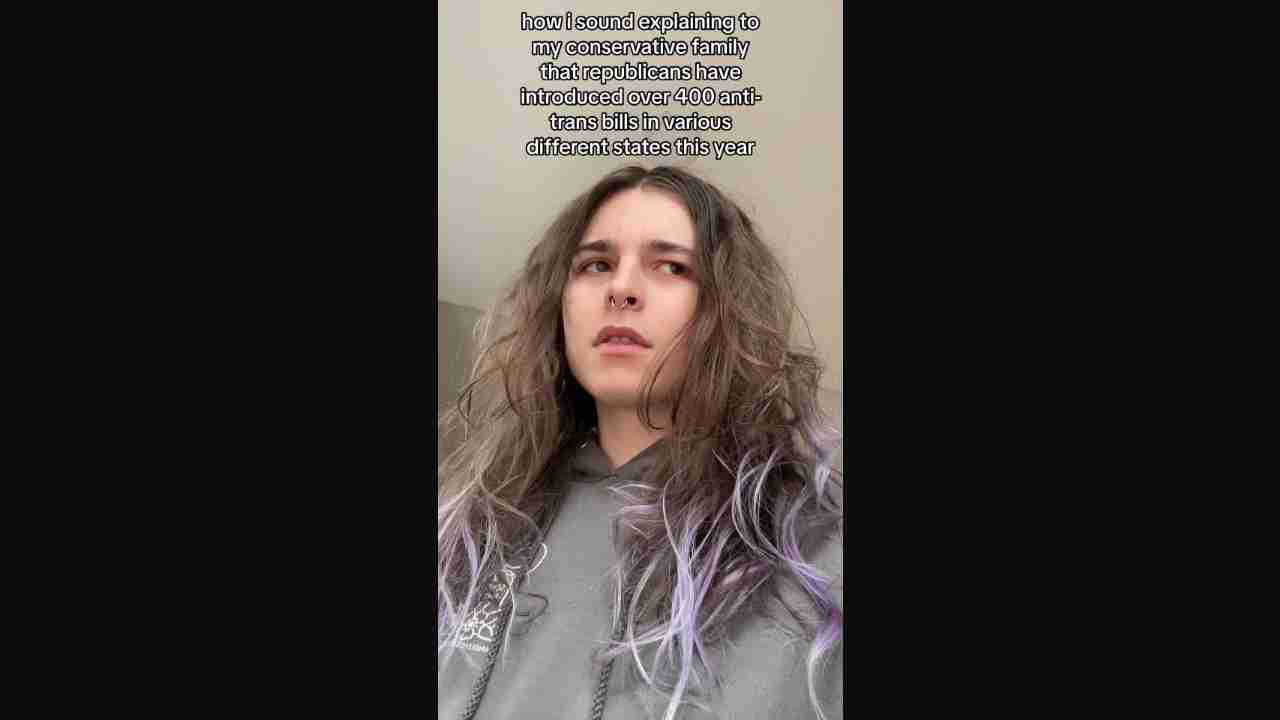 how i sound explaining to
my conservative family
that republicans have
introduced over 400 anti-
trans bills in various
different states this year